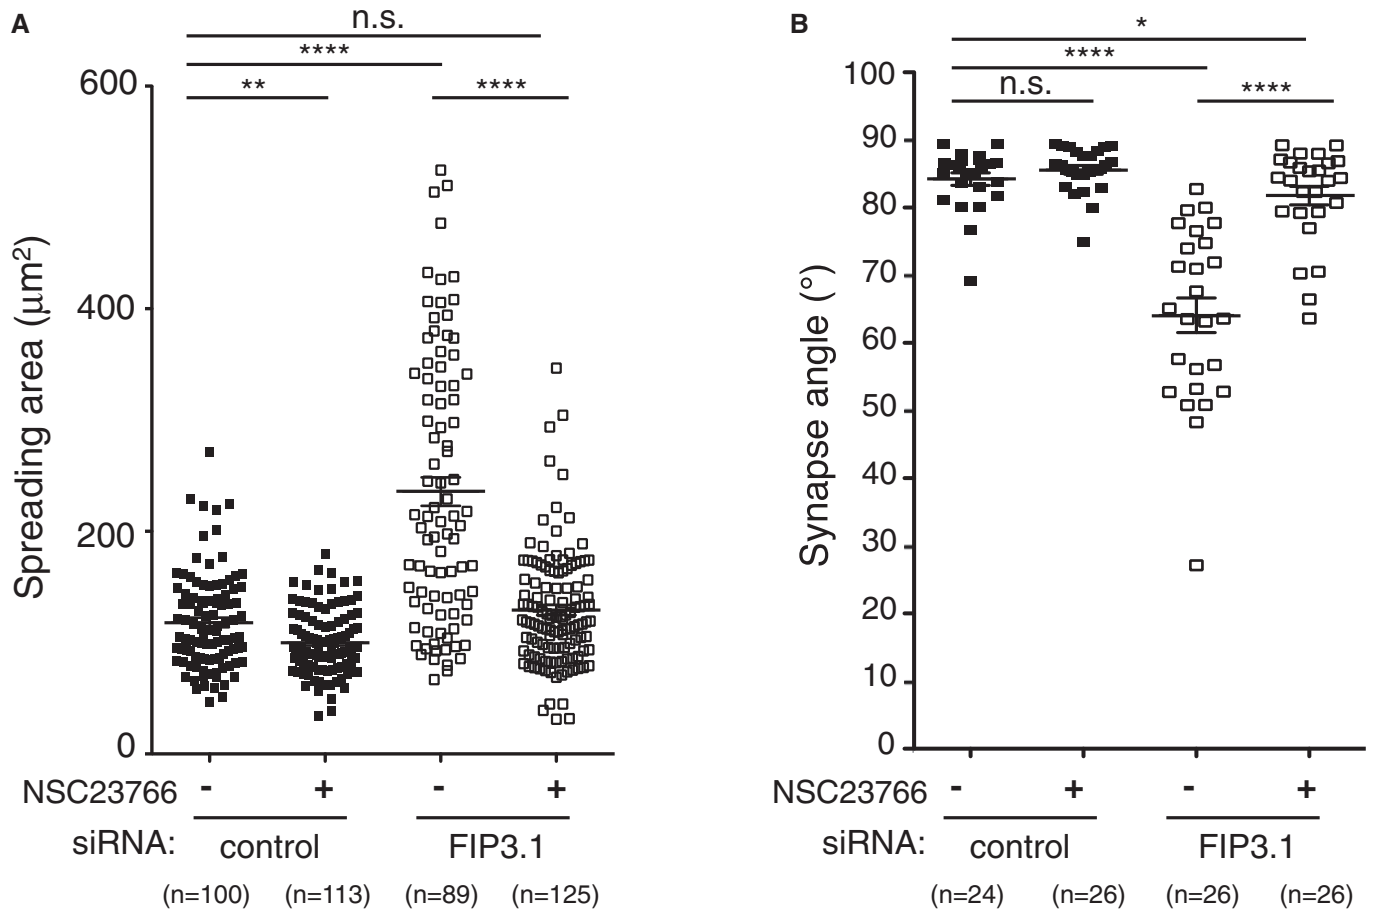 A
n.s.
****
** ****
600
400
200
0
Spreading area (μm²)
NSC23766 - + - +
siRNA: control FIP3.1
(n=100) (n=113) (n=89) (n=125)
B
*
****
n.s. ****
100
90
80
70
60
50
40
30
20
10
0
Synapse angle (°)
NSC23766 - + - +
siRNA: control FIP3.1
(n=24) (n=26) (n=26) (n=26)